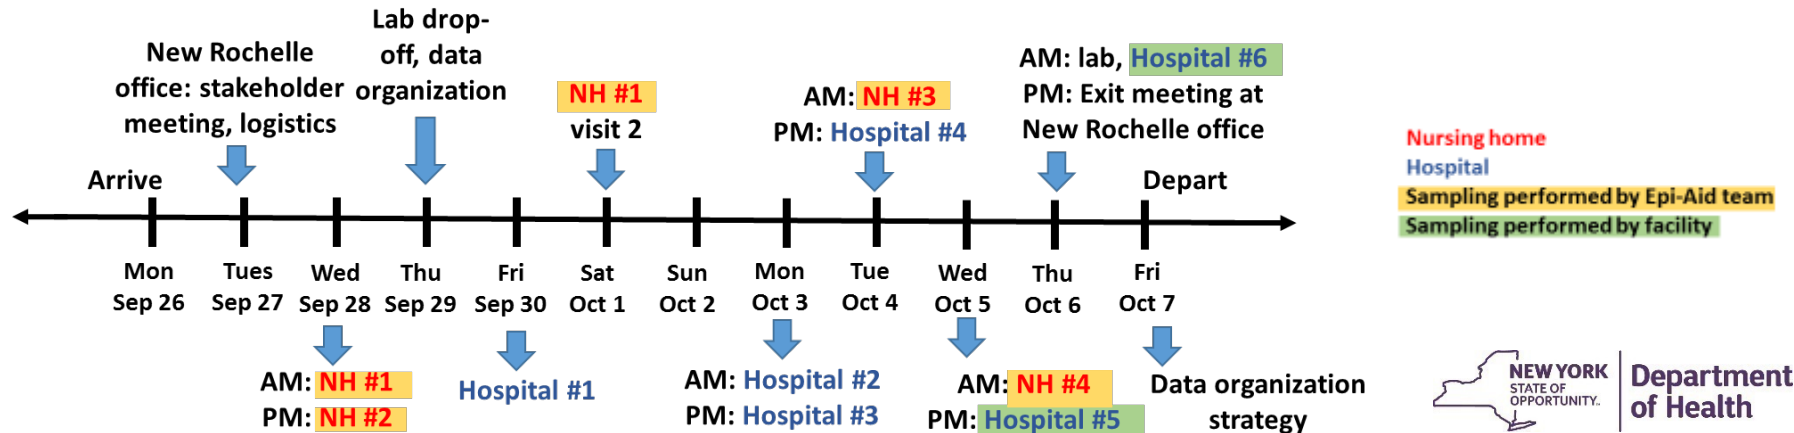 New Rochelle
office: stakeholder
meeting, logistics
Lab drop-
off, data
organization
NH #1
visit 2
AM: NH #3
PM: Hospital #4
AM: lab, Hospital #6
PM: Exit meeting at
New Rochelle office
Arrive
Depart
Mon
Sep 26
Tues
Sep 27
Wed
Sep 28
Thu
Sep 29
Fri
Sep 30
Sat
Oct 1
Sun
Oct 2
Mon
Oct 3
Tue
Oct 4
Wed
Oct 5
Thu
Oct 6
Fri
Oct 7
AM: NH #1
PM: NH #2
Hospital #1
AM: Hospital #2
PM: Hospital #3
AM: NH #4
PM: Hospital #5
Data organization
strategy
Nursing home
Hospital
Sampling performed by Epi-Aid team
Sampling performed by facility
NEW YORK
STATE OF
OPPORTUNITY.
Department
of Health